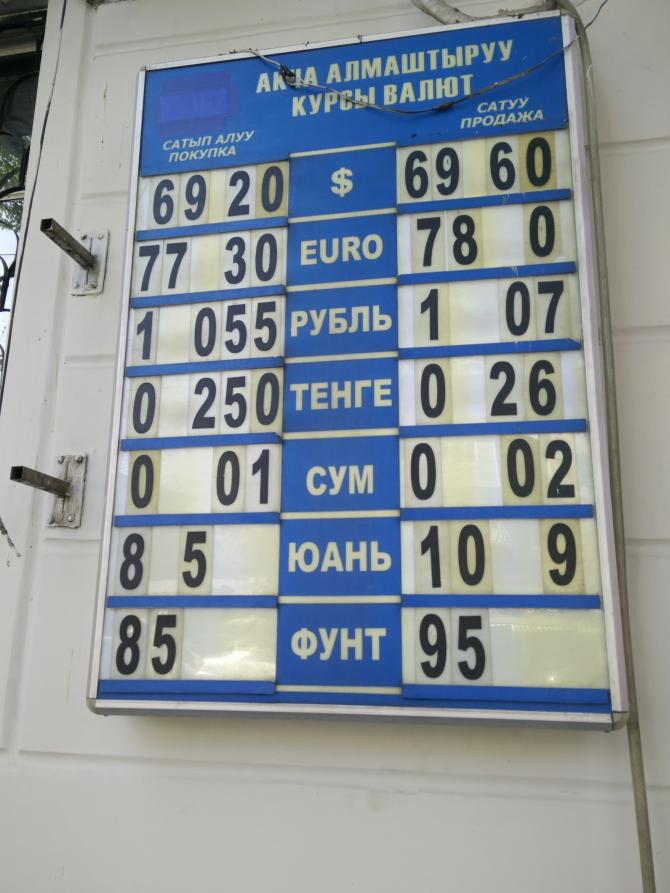 АКЧА АЛМАШТЫРУУ
КУРСЫ ВАЛЮТ
САТЫП АЛУУ САТУУ
ПОКУПКА ПРОДАЖА
69 20 $ 69 60
77 30 EURO 78 0
1 055 РУБЛЬ 1 07
0 250 ТЕНГЕ 0 26
0 01 СУМ 0 02
8 5 ЮАНЬ 10 9
85 ФУНТ 95